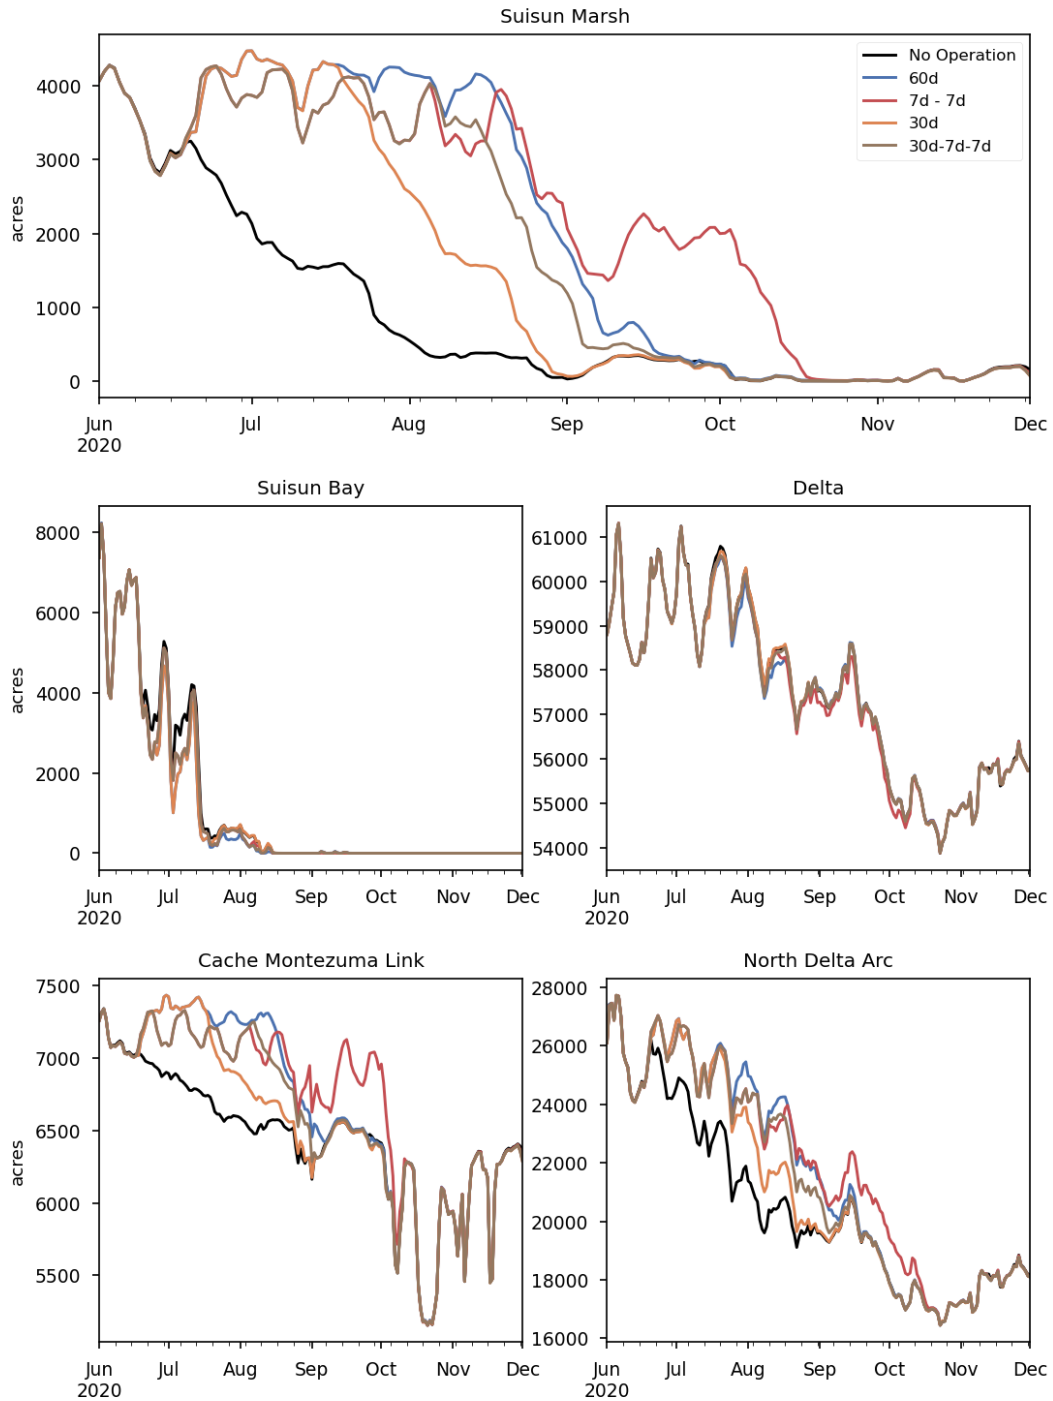 Suisun Marsh
acres
4000
3000
2000
1000
0
No Operation
60d
7d - 7d
30d
30d-7d-7d
Jun Jul Aug Sep Oct Nov Dec
2020
Suisun Bay
acres
8000
6000
4000
2000
0
Jun Jul Aug Sep Oct Nov Dec
2020
Delta
61000
60000
59000
58000
57000
56000
55000
54000
Jun Jul Aug Sep Oct Nov Dec
2020
Cache Montezuma Link
acres
7500
7000
6500
6000
5500
Jun Jul Aug Sep Oct Nov Dec
2020
North Delta Arc
28000
26000
24000
22000
20000
18000
16000
Jun Jul Aug Sep Oct Nov Dec
2020